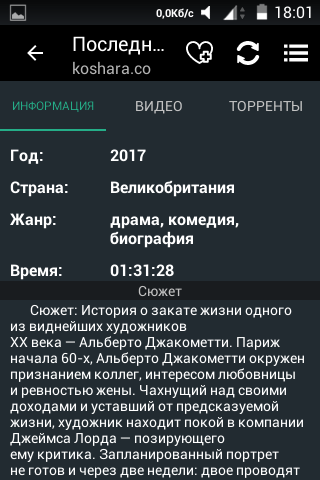 0,0Кб/с 18:01
Последн...
koshara.co
ИНФОРМАЦИЯ ВИДЕО ТОРРЕНТЫ
Год: 2017
Страна: Великобритания
Жанр: драма, комедия,
биография
Время: 01:31:28
Сюжет
Сюжет: История о закате жизни одного
из виднейших художников
XX века — Альберто Джакометти. Париж
начала 60-х, Альберто Джакометти окружен
признанием коллег, интересом любовницы
и ревностью жены. Чахнущий над своими
доходами и уставший от предсказуемой
жизни, художник находит покой в компании
Джеймса Лорда — позирующего
ему критика. Запланированный портрет
не готов и через две недели: двое проводят